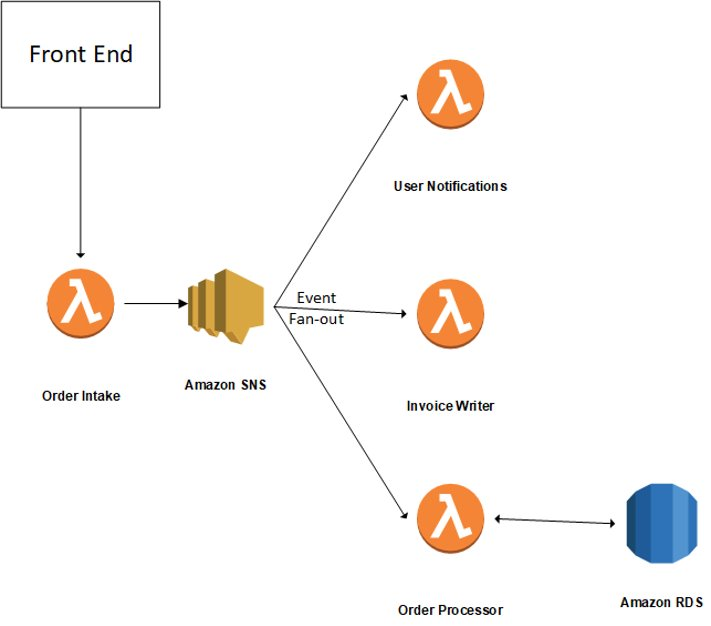 Front End
User Notifications
Event
Fan-out
Order Intake
Amazon SNS
Invoice Writer
Order Processor
Amazon RDS